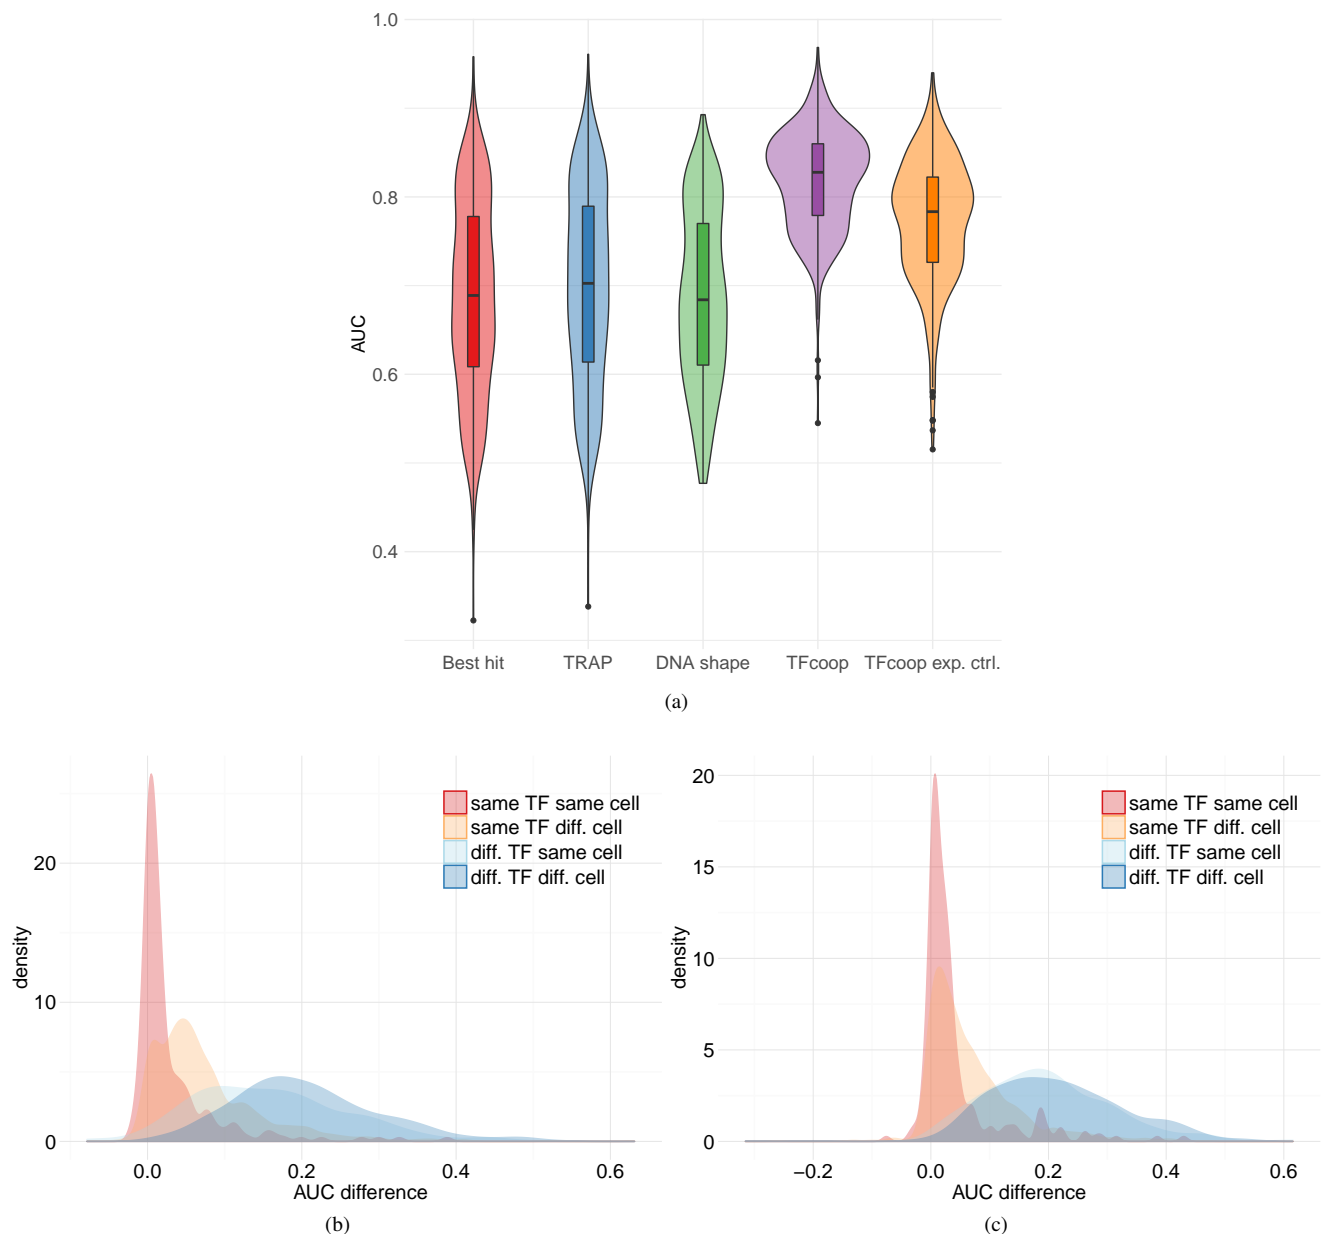 1.0
0.8
0.6
0.4
AUC
Best hit TRAP DNA shape TFcoop TFcoop exp. ctrl.
(a)
20
10
0
density
same TF same cell
same TF diff. cell
diff. TF same cell
diff. TF diff. cell
0.0 0.2 0.4 0.6
AUC difference
(b)
20
15
10
5
0
density
same TF same cell
same TF diff. cell
diff. TF same cell
diff. TF diff. cell
−0.2 0.0 0.2 0.4 0.6
AUC difference
(c)